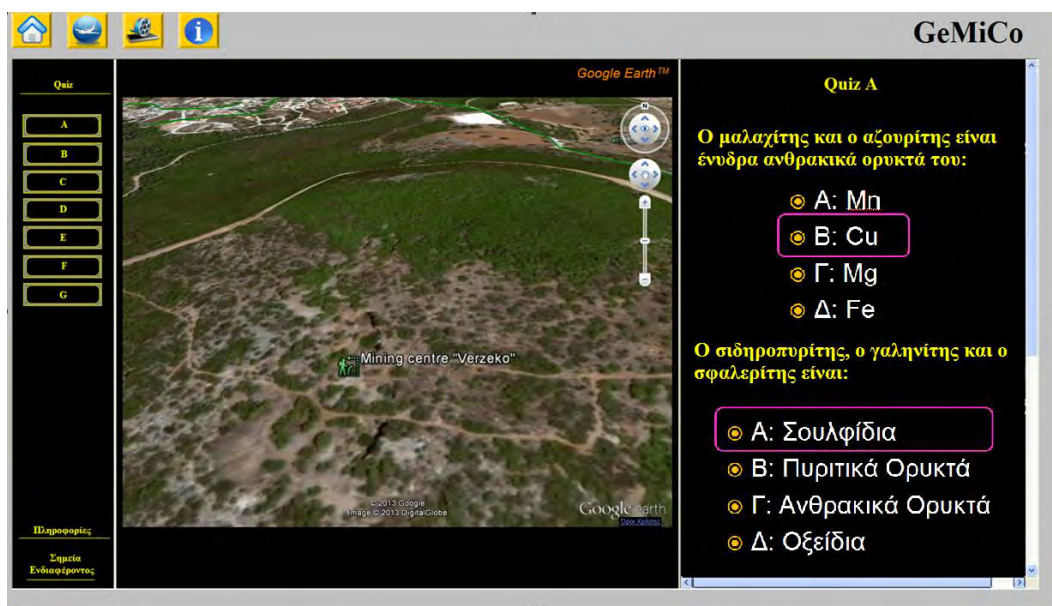 GeMiCo
Quiz
A
B
C
D
E
F
G
Πληροφορίες
Σημεία
Ενδιαφέροντος
Google Earth™
N
Mining centre "Verzeko"
© 2013 Google
Image © 2013 DigitalGlobe
Google earth
Όροι Χρήσης
Quiz A
Ο μαλαχίτης και ο αζουρίτης είναι
ένυδρα ανθρακικά ορυκτά του:
Α: Mn
Β: Cu
Γ: Mg
Δ: Fe
Ο σιδηροπυρίτης, ο γαληνίτης και ο
σφαλερίτης είναι:
Α: Σουλφίδια
Β: Πυριτικά Ορυκτά
Γ: Ανθρακικά Ορυκτά
Δ: Οξείδια